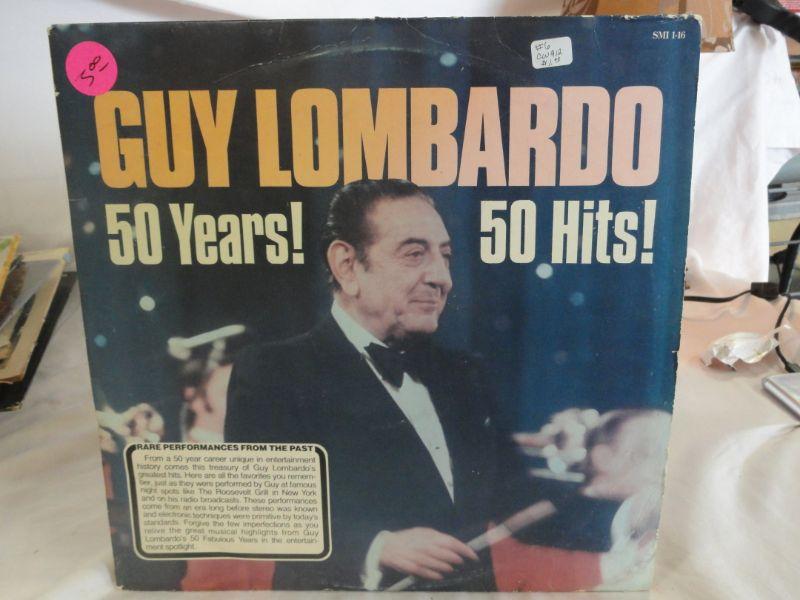 SMI 1-46
#6
5.00
GUY LOMBARDO
50 Years! 50 Hits!
RARE PERFORMANCES FROM THE PAST
From a 50 year career unique in entertainment
history comes this treasury of Guy Lombardo's
greatest hits. Here are all the favorites you remem-
ber, just as they were performed by Guy at famous
night spots like The Roosevelt Grill in New York
and on his radio broadcasts. These performances
come from an era long before stereo was known
and electronic techniques were primitive by today's
standards. Forgive the few imperfections as you
relive the great musical highlights from Guy
Lombardo's 50 Fabulous Years in the entertain-
ment spotlight.